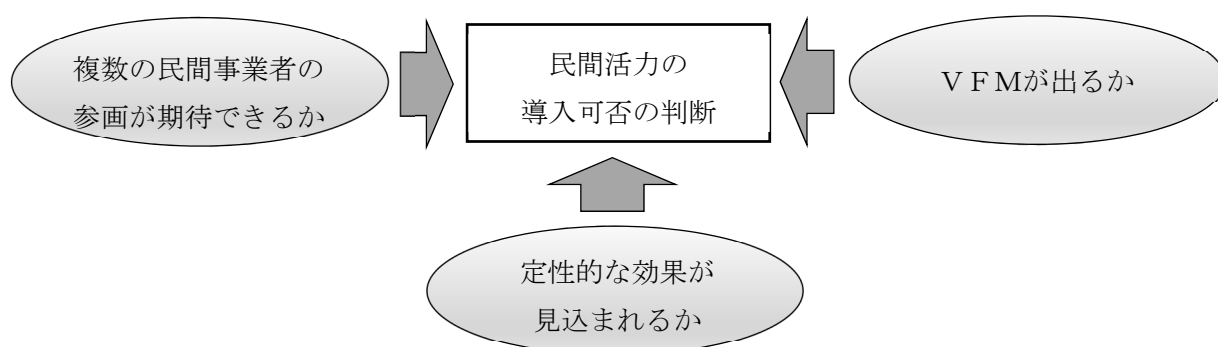 複数の民間事業者の
参画が期待できるか
民間活力の
導入可否の判断
ＶＦＭが出るか
定性的な効果が
見込まれるか